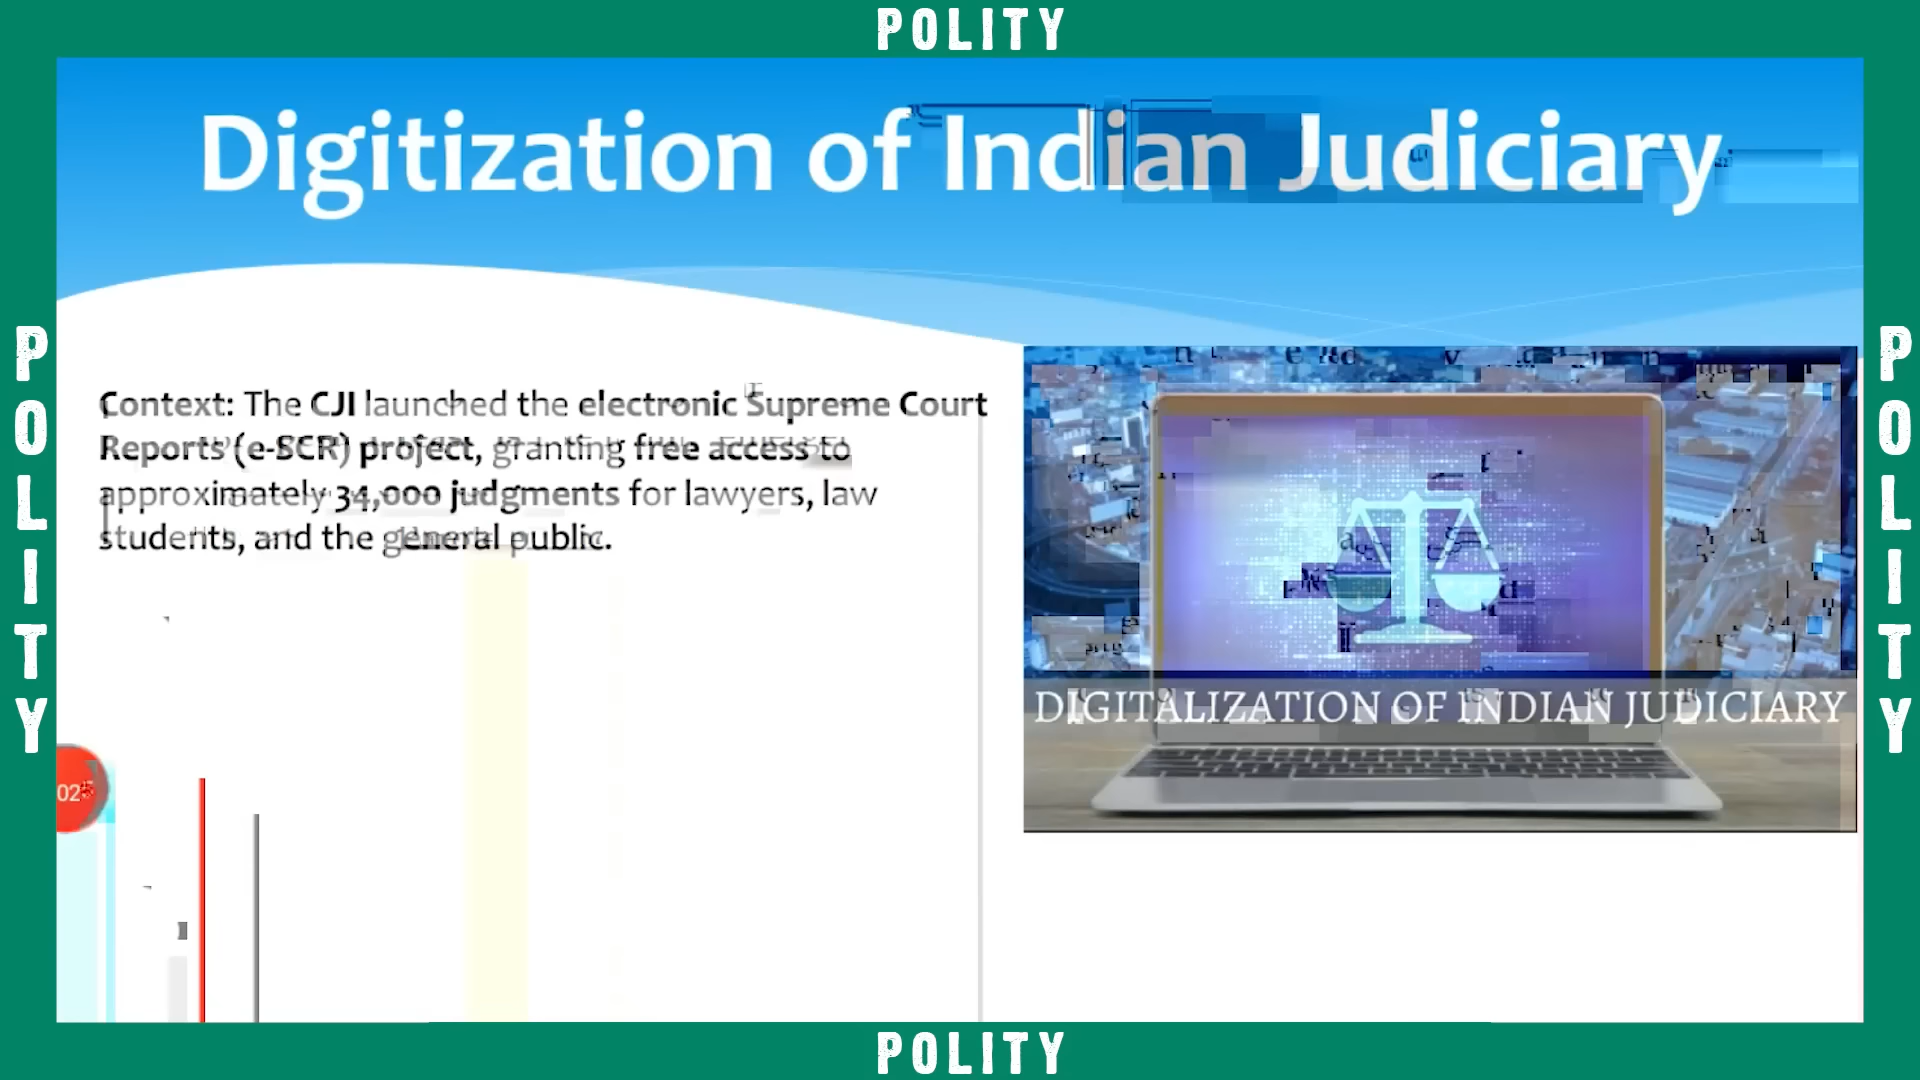 POLITY
Digitization of Indian Judiciary
POLITY
POLITY
Context: The CJI launched the electronic Supreme Court
Reports (e-SCR) project, granting free access to
approximately 34,000 judgments for lawyers, law
students, and the general public.
DIGITALIZATION OF INDIAN JUDICIARY
POLITY